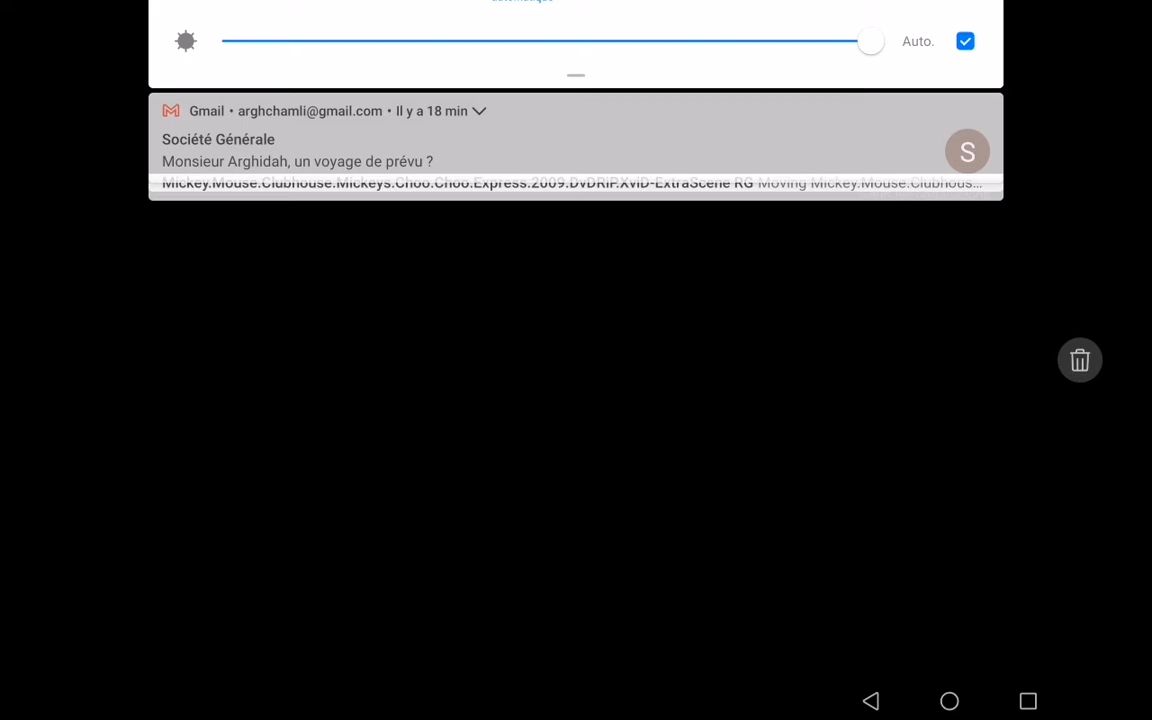 Auto.
Gmail • arghchamli@gmail.com • Il y a 18 min
Société Générale
Monsieur Arghidah, un voyage de prévu ?
S
Mickey.Mouse.Clubhouse.Mickeys.Choo.Choo.Express.2009.DvDRiP.XviD-ExtraScene RG Moving Mickey.Mouse.Clubhous...